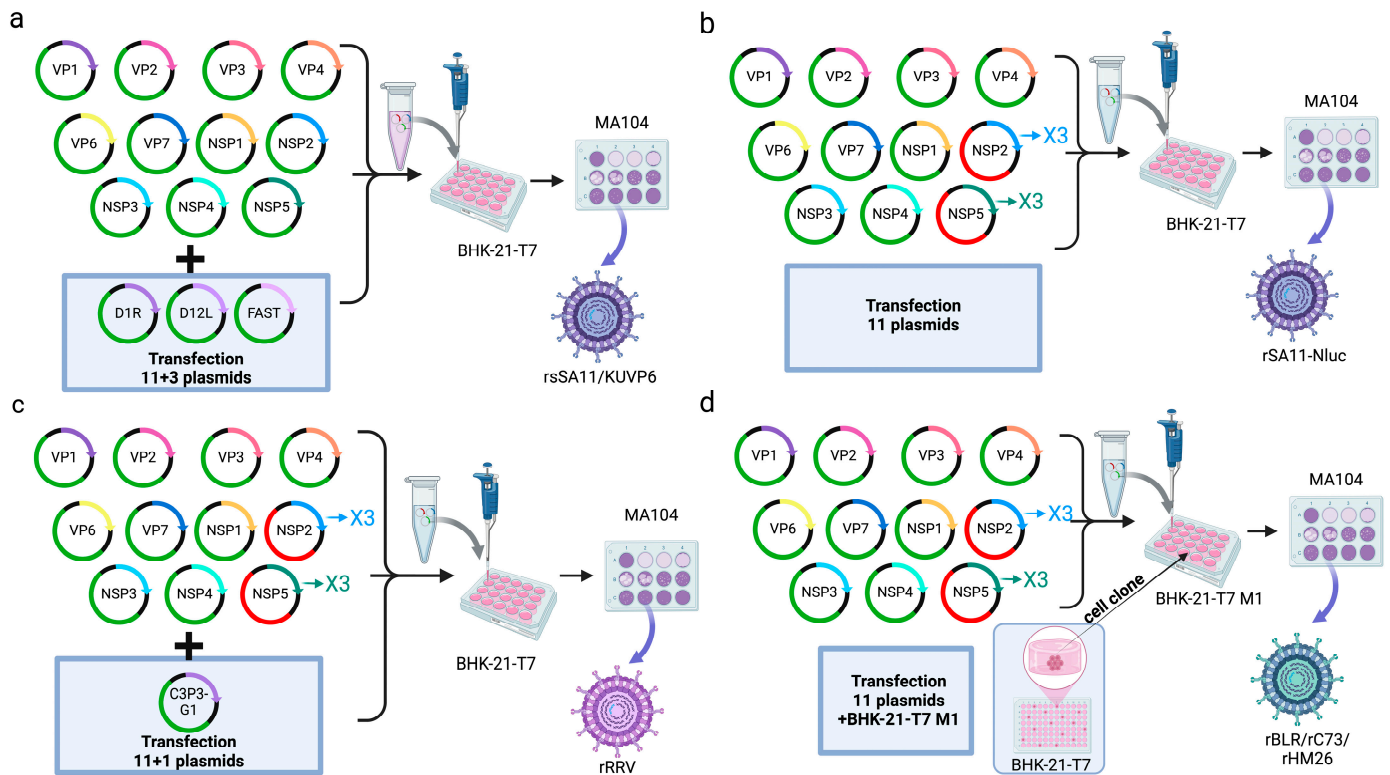 a
VP1
VP2
VP3
VP4
VP6
VP7
NSP1
NSP2
NSP3
NSP4
NSP5
D1R
D12L
FAST
Transfection
11+3 plasmids
BHK-21-T7
MA104
rsSA11/KUVP6
b
VP1
VP2
VP3
VP4
VP6
VP7
NSP1
NSP2
X3
NSP3
NSP4
NSP5
X3
Transfection
11 plasmids
BHK-21-T7
MA104
rSA11-Nluc
c
VP1
VP2
VP3
VP4
VP6
VP7
NSP1
NSP2
X3
NSP3
NSP4
NSP5
X3
C3P3-
G1
Transfection
11+1 plasmids
BHK-21-T7
MA104
rRRV
d
VP1
VP2
VP3
VP4
VP6
VP7
NSP1
NSP2
X3
NSP3
NSP4
NSP5
X3
Transfection
11 plasmids
+BHK-21-T7 M1
cell clone
BHK-21-T7
BHK-21-T7 M1
MA104
rBLR/rC73/
rHM26